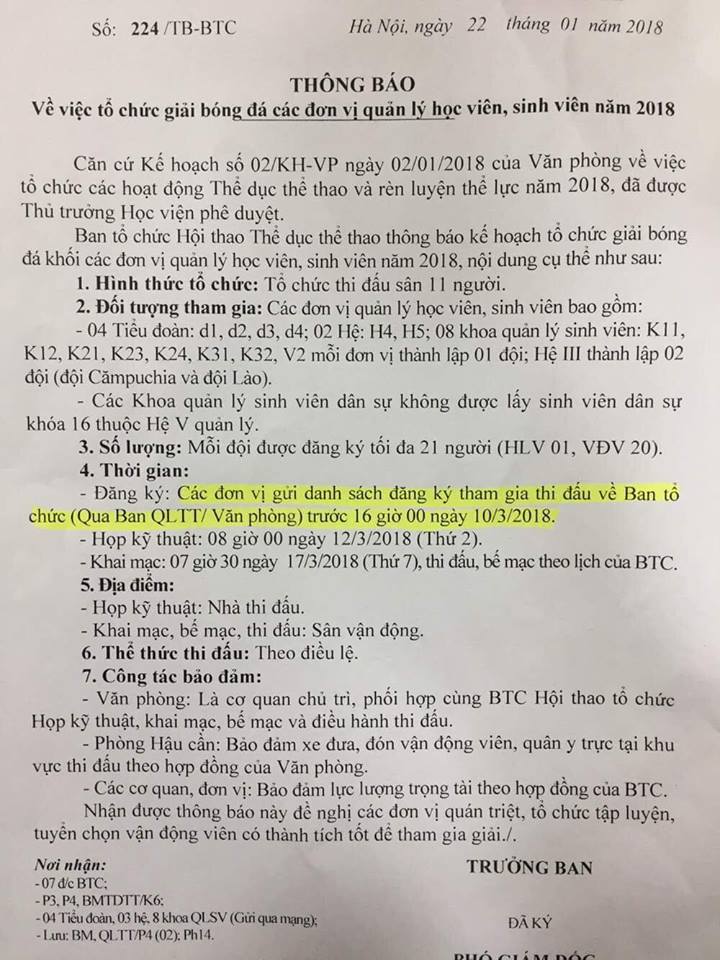 Số: 224 /TB-BTC
Hà Nội, ngày 22 tháng 01 năm 2018
THÔNG BÁO
Về việc tổ chức giải bóng đá các đơn vị quản lý học viên, sinh viên năm 2018
Căn cứ Kế hoạch số 02/KH-VP ngày 02/01/2018 của Văn phòng về việc
tổ chức các hoạt động Thể dục thể thao và rèn luyện thể lực năm 2018, đã được
Thủ trưởng Học viện phê duyệt.
Ban tổ chức Hội thao Thể dục thể thao thông báo kế hoạch tổ chức giải bóng
đá khối các đơn vị quản lý học viên, sinh viên năm 2018, nội dung cụ thể như sau:
1. Hình thức tổ chức: Tổ chức thi đấu sân 11 người.
2. Đối tượng tham gia: Các đơn vị quản lý học viên, sinh viên bao gồm:
- 04 Tiểu đoàn: d1, d2, d3, d4; 02 Hệ: H4, H5; 08 khoa quản lý sinh viên: K11,
K12, K21, K23, K24, K31, K32, V2 mỗi đơn vị thành lập 01 đội; Hệ III thành lập 02
đội (đội Cămpuchia và đội Lào).
- Các Khoa quản lý sinh viên dân sự không được lấy sinh viên dân sự
khóa 16 thuộc Hệ V quản lý.
3. Số lượng: Mỗi đội được đăng ký tối đa 21 người (HLV 01, VĐV 20).
4. Thời gian:
- Đăng ký: Các đơn vị gửi danh sách đăng ký tham gia thi đấu về Ban tổ
chức (Qua Ban QLTT/ Văn phòng) trước 16 giờ 00 ngày 10/3/2018.
- Họp kỹ thuật: 08 giờ 00 ngày 12/3/2018 (Thứ 2).
- Khai mạc: 07 giờ 30 ngày 17/3/2018 (Thứ 7), thi đấu, bế mạc theo lịch của BTC.
5. Địa điểm:
- Họp kỹ thuật: Nhà thi đấu.
- Khai mạc, bế mạc, thi đấu: Sân vận động.
6. Thể thức thi đấu: Theo điều lệ.
7. Công tác bảo đảm:
- Văn phòng: Là cơ quan chủ trì, phối hợp cùng BTC Hội thao tổ chức
Họp kỹ thuật, khai mạc, bế mạc và điều hành thi đấu.
- Phòng Hậu cần: Bảo đảm xe đưa, đón vận động viên, quân y trực tại khu
vực thi đấu theo hợp đồng của Văn phòng.
- Các cơ quan, đơn vị: Bảo đảm lực lượng trọng tài theo hợp đồng của BTC.
Nhận được thông báo này đề nghị các đơn vị quán triệt, tổ chức tập luyện,
tuyển chọn vận động viên có thành tích tốt để tham gia giải./.
Nơi nhận:
- 07 đ/c BTC;
- P3, P4, BMTDTT/K6;
- 04 Tiểu đoàn, 03 hệ, 8 khoa QLSV (Gửi qua mạng);
- Lưu: BM, QLTT/P4 (02); Ph14.
TRƯỞNG BAN
ĐÃ KÝ
PHÓ GIÁM ĐỐC